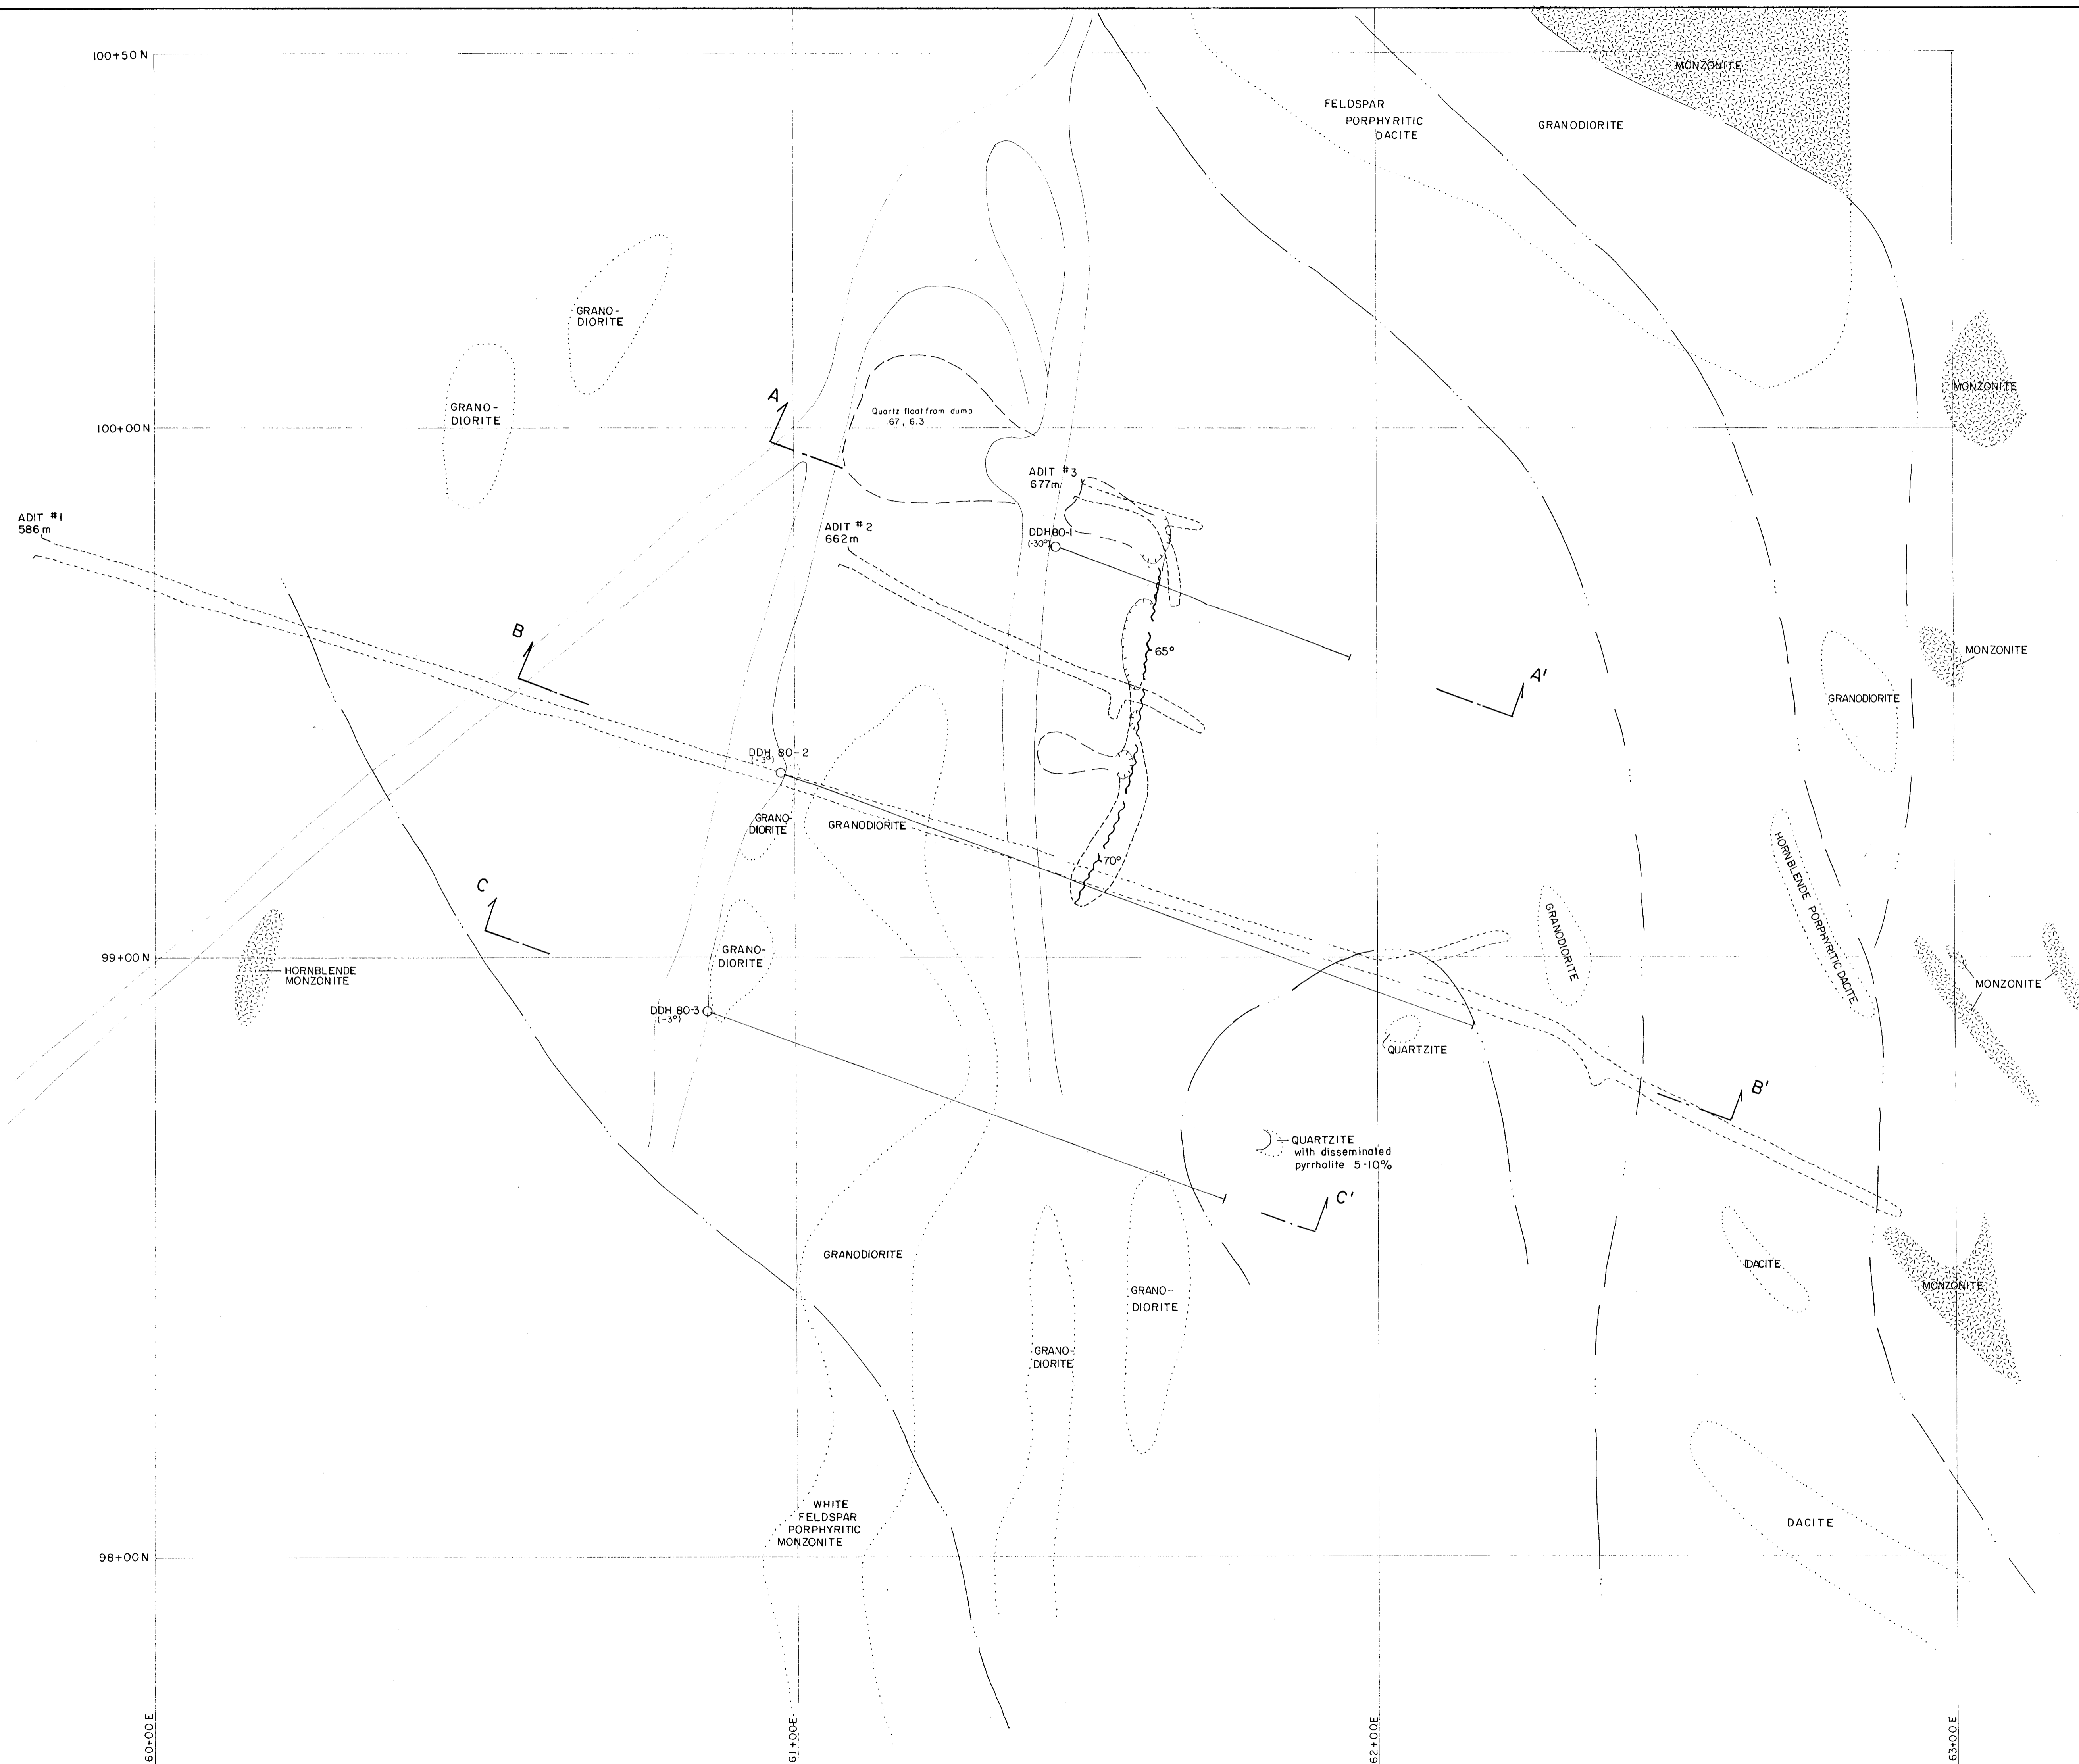 100+50 N
MONZONITE
FELDSPAR
PORPHYRITIC
DACITE
GRANODIORITE
GRANO-
DIORITE
MONZONITE
GRANO-
DIORITE
A
Quartz float from dump
.67, 6.3
100+00N
ADIT #3
677m
ADIT #1
586m
ADIT #2
662m
DDH80-1
(-30°)
B
65°
MONZONITE
A'
GRANODIORITE
DDH 80-2
(-3°)
GRANO-
DIORITE
GRANODIORITE
70°
HORNBLENDE PORPHYRITIC DACITE
C
GRANODIORITE
GRANO-
DIORITE
99+00N
HORNBLENDE
MONZONITE
MONZONITE
DDH 80-3
(-3°)
QUARTZITE
B'
QUARTZITE
with disseminated
pyrrholite 5-10%
C'
GRANODIORITE
DACITE
MONZONITE
GRANO-
DIORITE
GRANO-
DIORITE
WHITE
FELDSPAR
PORPHYRITIC
MONZONITE
DACITE
98+00N
60+00E
61+00E
62+00E
63+00E